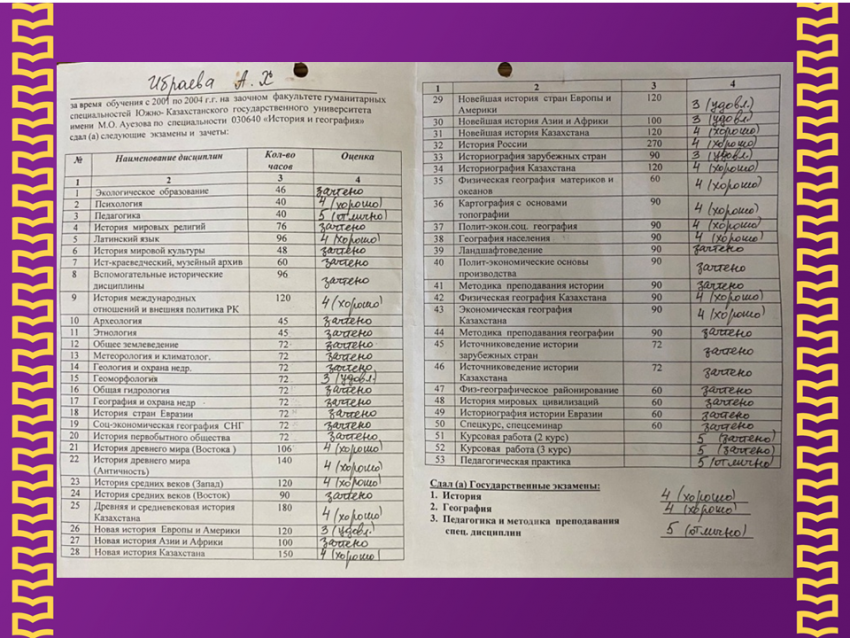 Ибраева А. Х
за время обучения с 2001 по 2004 г.г. на заочном факультете гуманитарных
специальностей Южно- Казахстанского государственного университета
имени М.О. Ауезова по специальности 030640 «История и география»
сдал (а) следующие экзамены и зачеты:
№ Наименование дисциплин Кол-во часов Оценка
1 2 3 4
1 Экологическое образование 46 зачтено
2 Психология 40 4 (хорошо)
3 Педагогика 40 5 (отлично)
4 История мировых религий 76 зачтено
5 Латинский язык 96 4 (хорошо)
6 История мировой культуры 48 зачтено
7 Ист-краеведческий, музейный архив 60 зачтено
8 Вспомогательные исторические
дисциплины 96 зачтено
9 История международных
отношений и внешняя политика РК 120 4 (хорошо)
10 Археология 45 зачтено
11 Этнология 45 зачтено
12 Общее землеведение 72 зачтено
13 Метеорология и климатолог. 72 зачтено
14 Геология и охрана недр. 72 зачтено
15 Геоморфология 72 3 (удовл.)
16 Общая гидрология 72 зачтено
17 География и охрана недр 72 зачтено
18 История стран Евразии 72 зачтено
19 Соц-экономическая география СНГ 72 зачтено
20 История первобытного общества 72 зачтено
21 История древнего мира (Востока ) 106 4 (хорошо)
22 История древнего мира
(Античность) 140 4 (хорошо)
23 История средних веков (Запад) 120 4 (хорошо)
24 История средних веков (Восток) 90 зачтено
25 Древняя и средневековая история
Казахстана 180 4 (хорошо)
26 Новая история Европы и Америки 120 3 (удовл.)
27 Новая история Азии и Африки 100 зачтено
28 Новая история Казахстана 150 4 (хорошо)
1 2 3 4
29 Новейшая история стран Европы и
Америки 120 3 (удовл.)
30 Новейшая история Азии и Африки 100 3 (удовл)
31 Новейшая история Казахстана 120 4 (хорошо)
32 История России 270 4 (хорошо)
33 Историография зарубежных стран 90 3 (удовл.)
34 Историография Казахстана 120 4 (хорошо)
35 Физическая география материков и
океанов 60 4 (хорошо)
36 Картография с основами
топографии 90 4 (хорошо)
37 Полит-экон.соц. география 90 4 (хорошо)
38 География населения 90 4 (хорошо)
39 Ландшафтоведение 90 зачтено
40 Полит-экономические основы
производства 90 зачтено
41 Методика преподавания истории 90 зачтено
42 Физическая география Казахстана 90 4 (хорошо)
43 Экономическая география
Казахстана 90 4 (хорошо)
44 Методика преподавания географии 90 зачтено
45 Источниковедение истории
зарубежных стран 72 зачтено
46 Источниковедение истории
Казахстана 72 зачтено
47 Физ-географическое районирование 60 зачтено
48 История мировых цивилизаций 60 зачтено
49 Историография истории Евразии 60 зачтено
50 Спецкурс, спецсеминар 60 зачтено
51 Курсовая работа (2 курс) 5 (зачтено)
52 Курсовая работа (3 курс) 5 (зачтено)
53 Педагогическая практика 5 (отлично)
Сдал (а) Государственные экзамены:
1. История 4 (хорошо)
2. География 4 (хорошо)
3. Педагогика и методика преподавания
спец. дисциплин 5 (отлично)